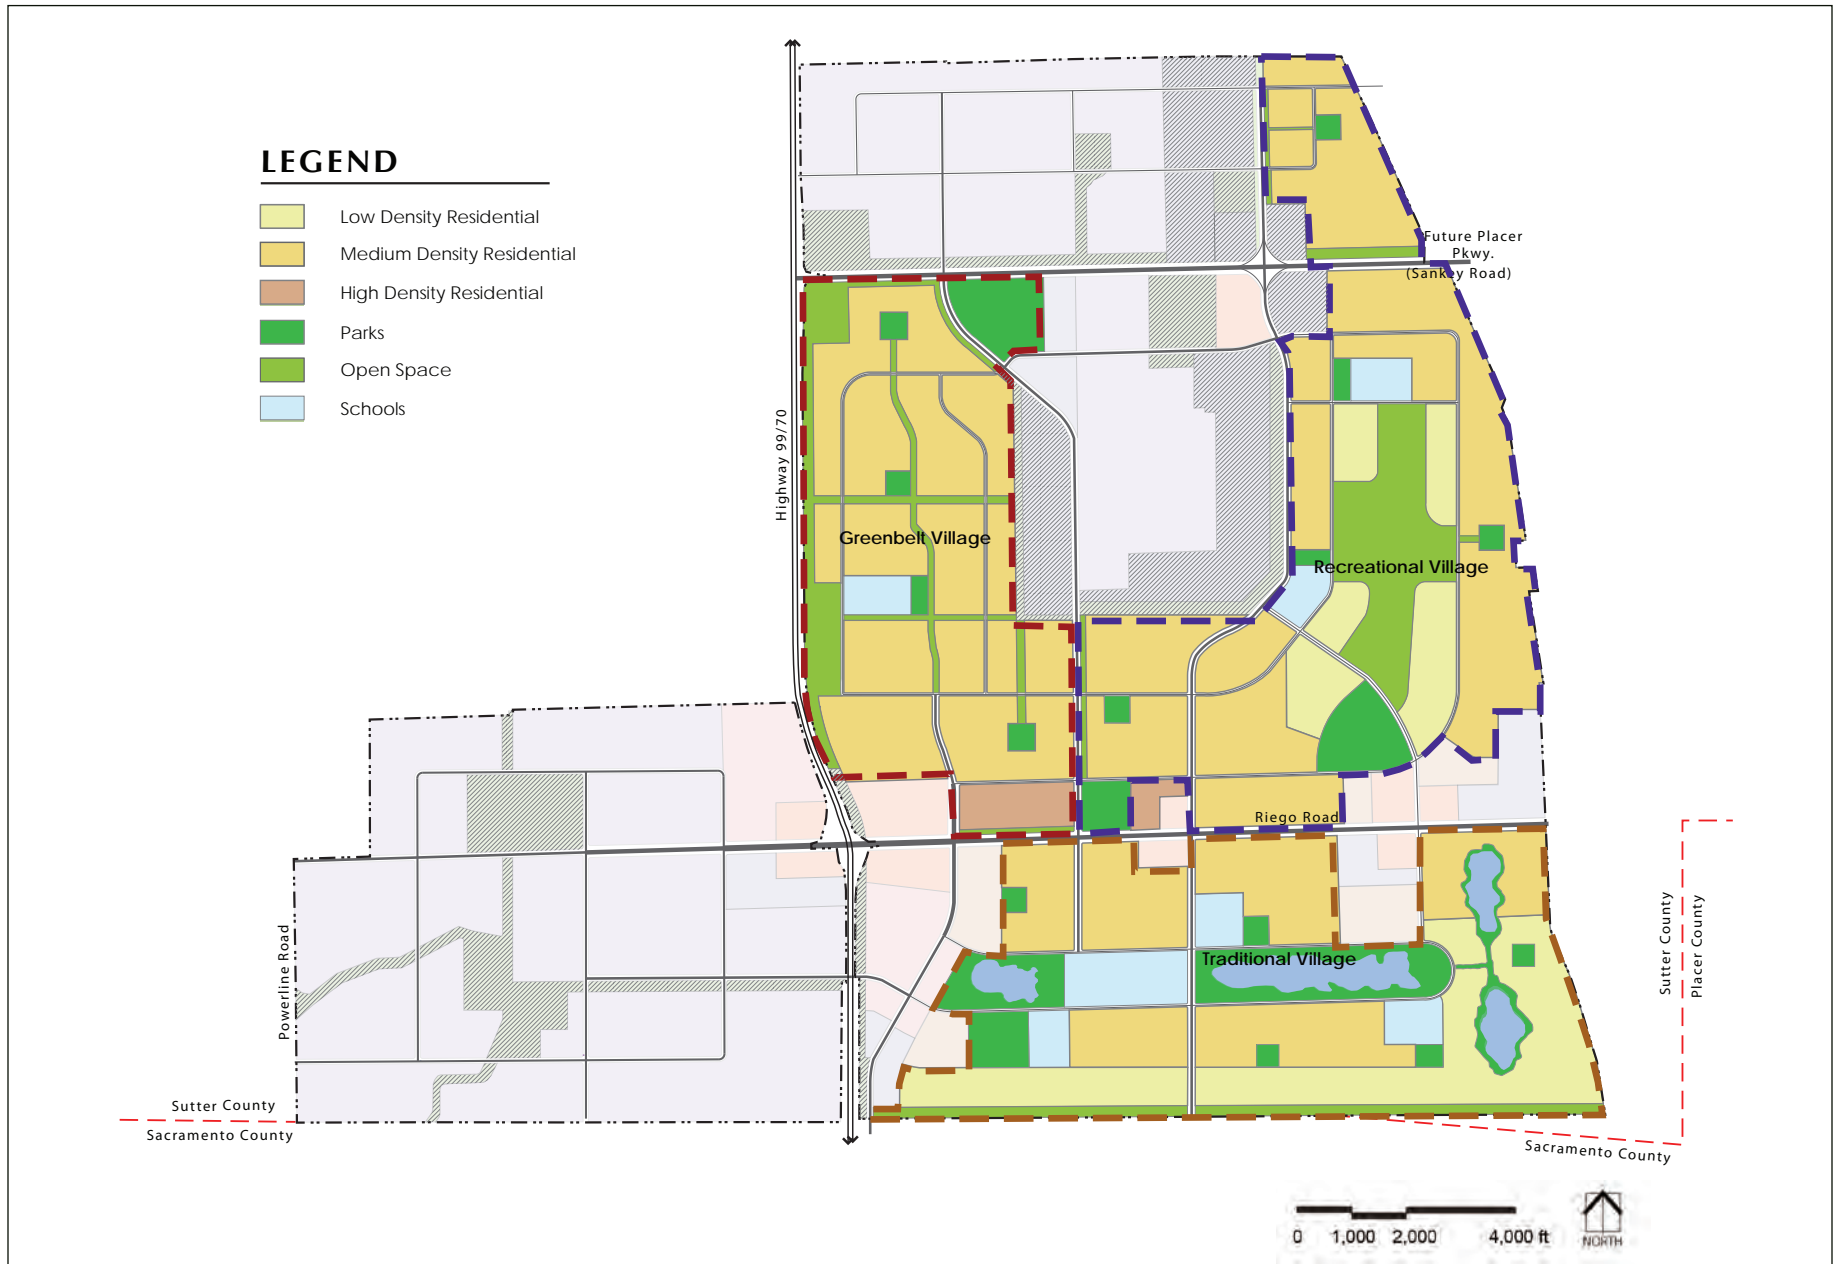 LEGEND
Low Density Residential
Medium Density Residential
High Density Residential
Parks
Open Space
Schools
Future Placer
Pkwy.
(Sankey Road)
Highway 99/70
Greenbelt Village
Recreational Village
Riego Road
Traditional Village
Powerline Road
Sutter County
Placer County
Sutter County
Sacramento County
Sacramento County
0 1,000 2,000 4,000 ft
NORTH